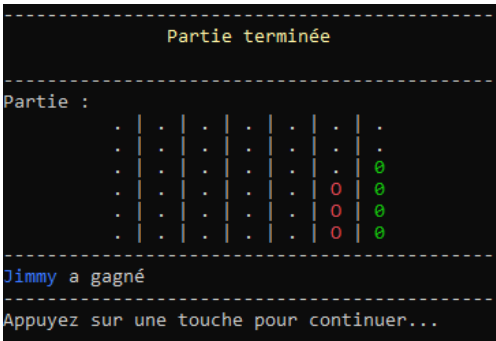 --------------------------------------------
Partie terminée
--------------------------------------------
Partie :
. | . | . | . | . | . | .
. | . | . | . | . | . | .
. | . | . | . | . | . | 0
. | . | . | . | . | O | 0
. | . | . | . | . | O | 0
. | . | . | . | . | O | 0
--------------------------------------------
Jimmy a gagné
--------------------------------------------
Appuyez sur une touche pour continuer...